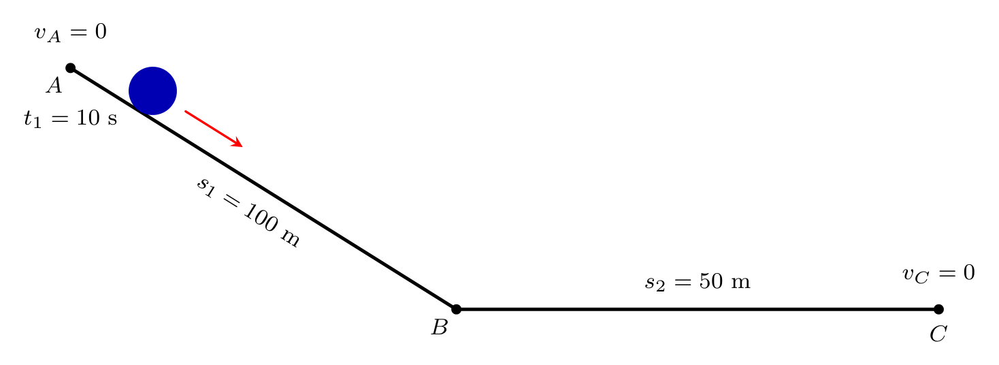 v_A = 0
A
t_1 = 10 s
s_1 = 100 m
s_2 = 50 m
v_C = 0
B
C